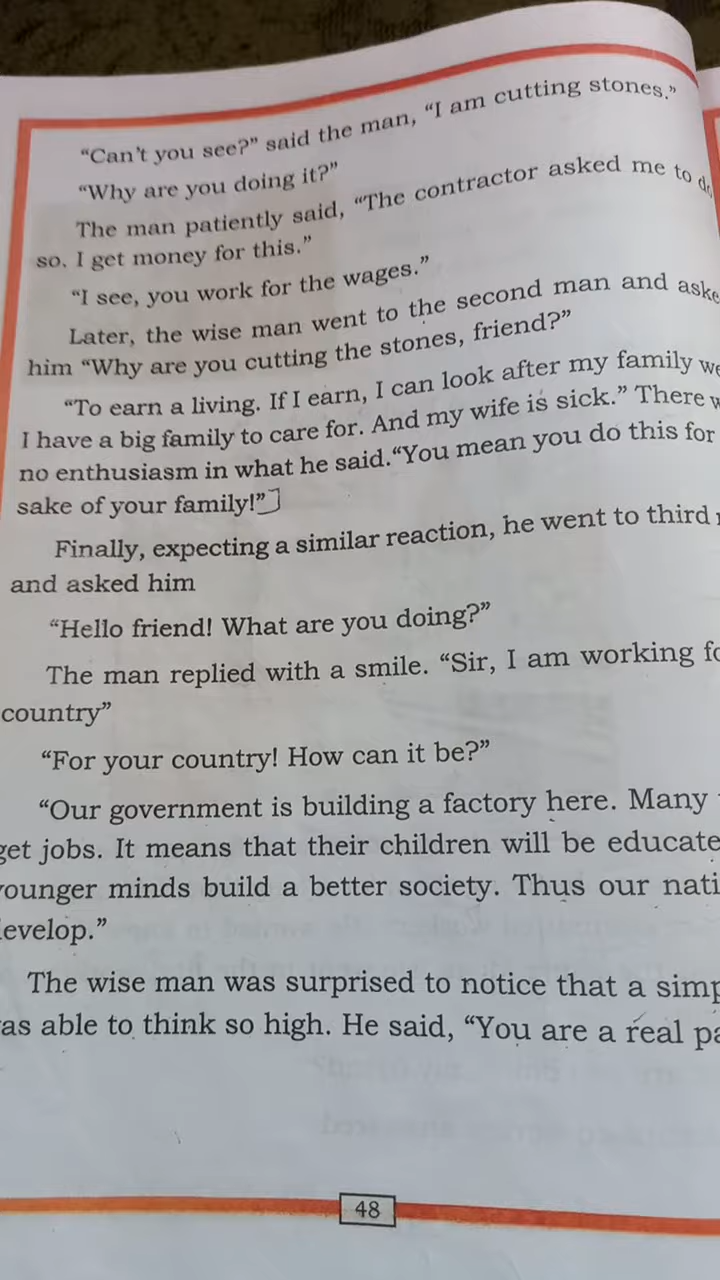 “Can’t you see?” said the man, “I am cutting stones.”
“Why are you doing it?”
The man patiently said, “The contractor asked me to
so. I get money for this.”
“I see, you work for the wages.”
Later, the wise man went to the second man and aske
him “Why are you cutting the stones, friend?”
“To earn a living. If I earn, I can look after my family we
I have a big family to care for. And my wife is sick.” There w
no enthusiasm in what he said.“You mean you do this for
sake of your family!”
Finally, expecting a similar reaction, he went to third
and asked him
“Hello friend! What are you doing?”
The man replied with a smile. “Sir, I am working fo
country”
“For your country! How can it be?”
“Our government is building a factory here. Many
get jobs. It means that their children will be educate
ounger minds build a better society. Thus our nati
evelop.”
The wise man was surprised to notice that a simp
as able to think so high. He said, “You are a real pa
48